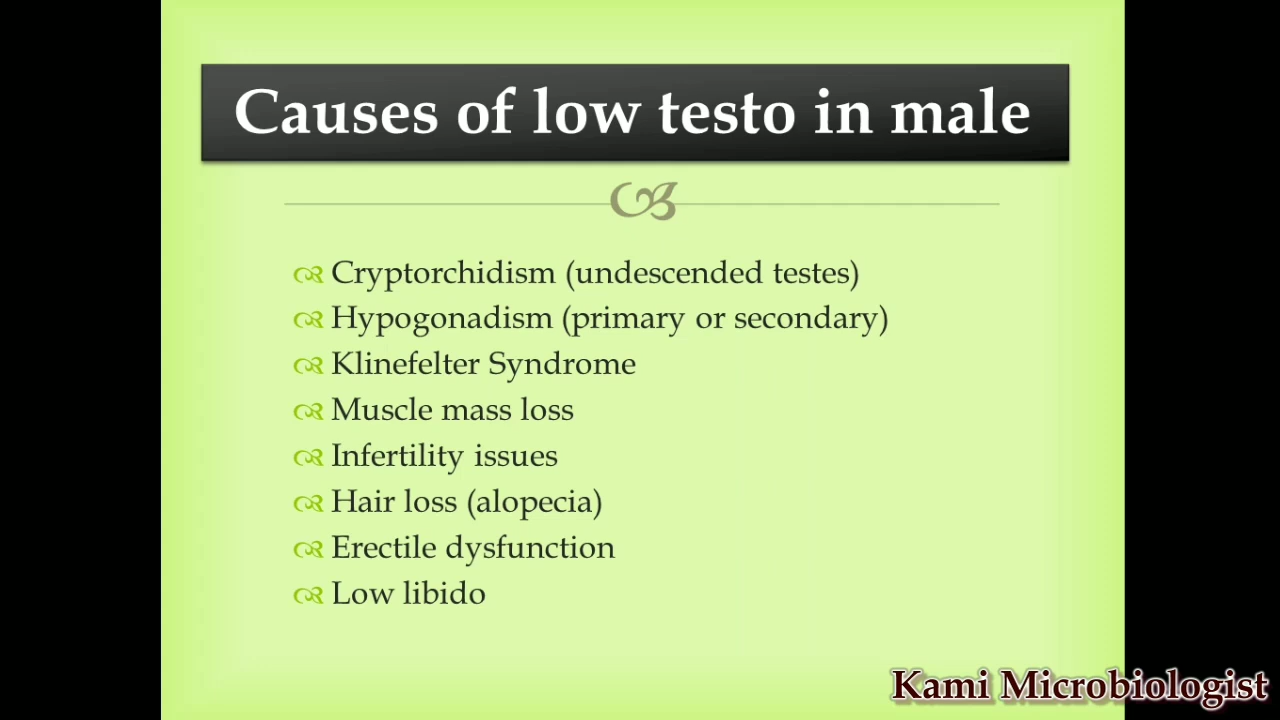 Causes of low testo in male
Cryptorchidism (undescended testes)
Hypogonadism (primary or secondary)
Klinefelter Syndrome
Muscle mass loss
Infertility issues
Hair loss (alopecia)
Erectile dysfunction
Low libido
Kami Microbiologist